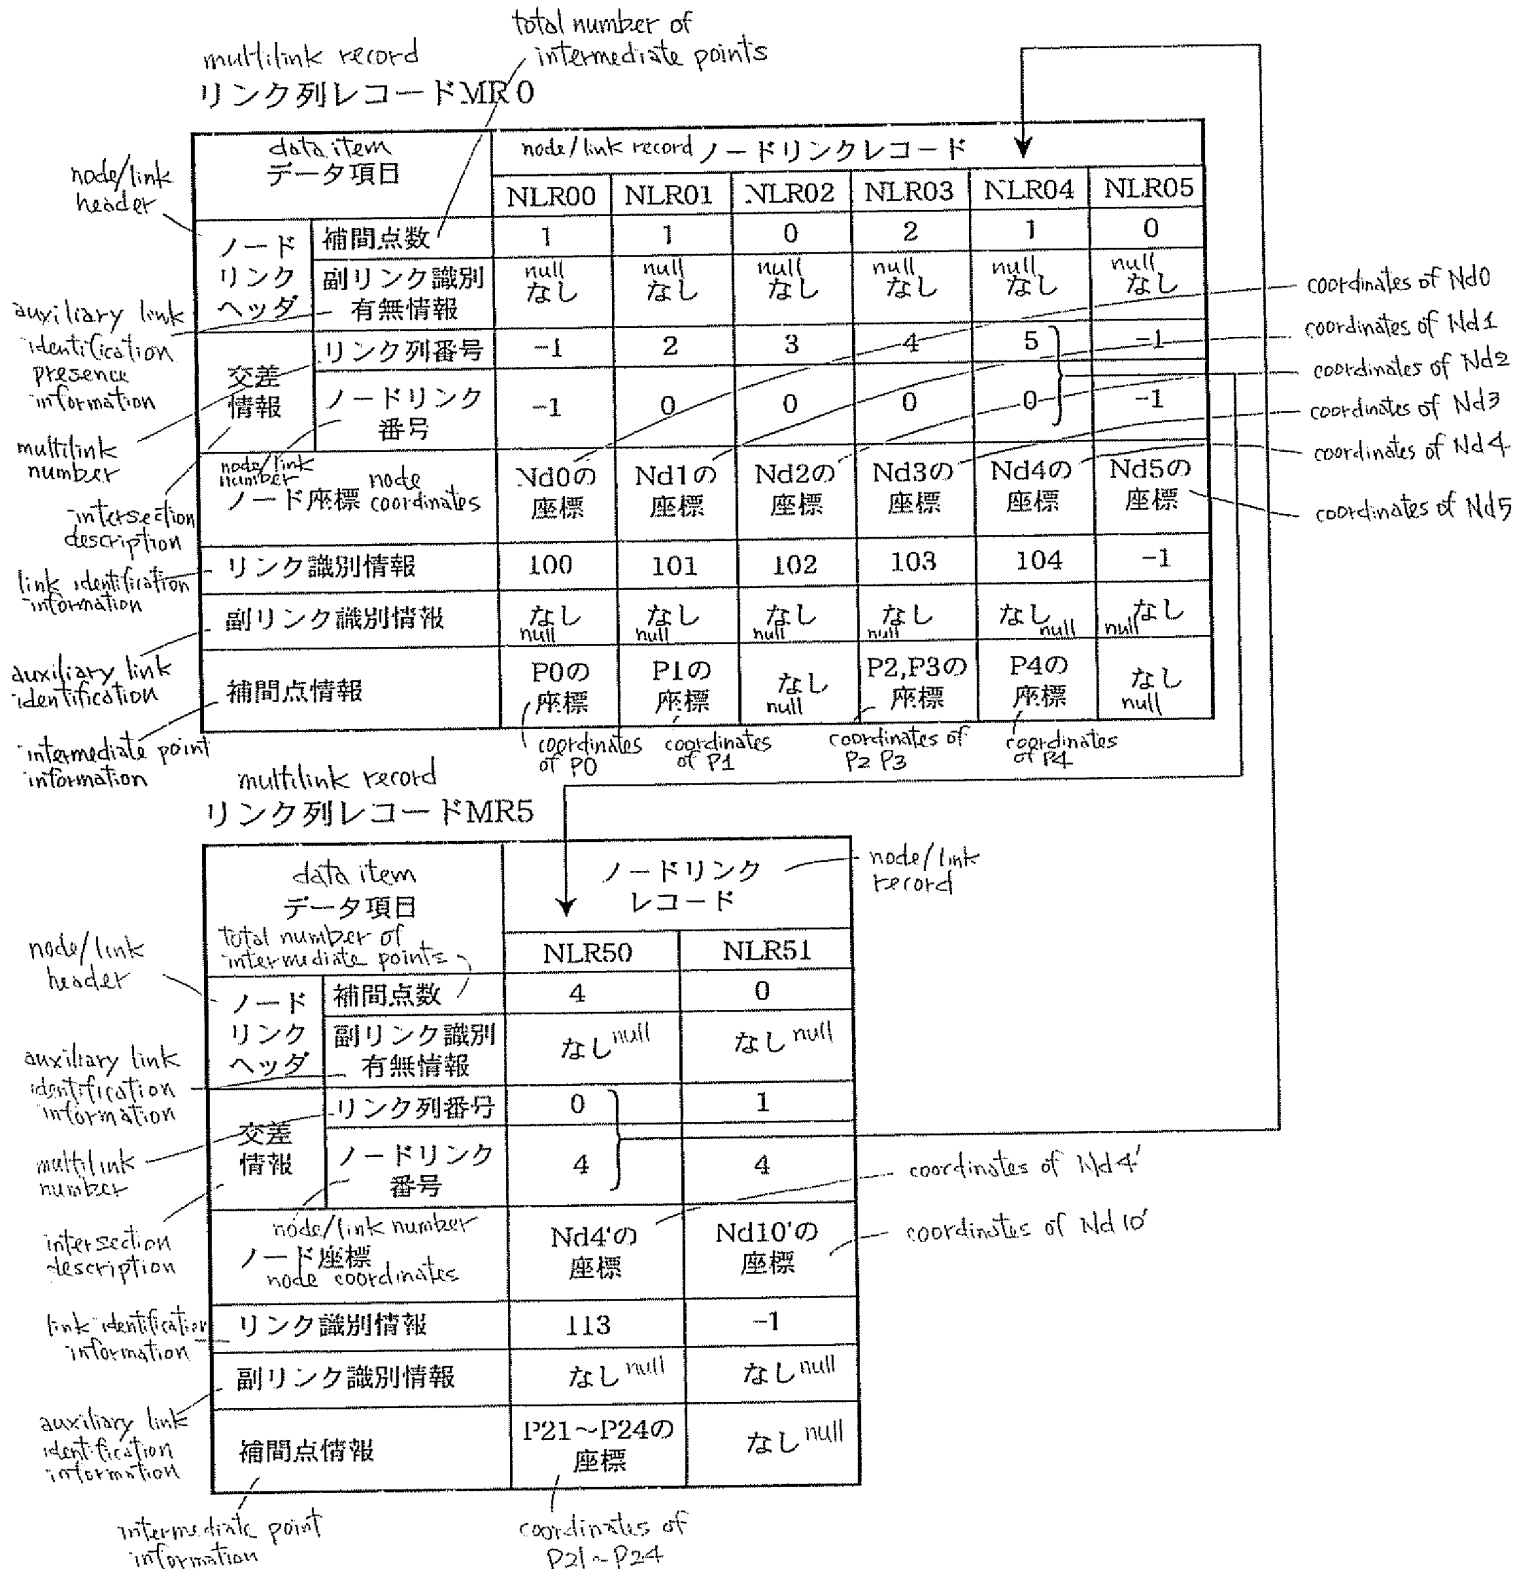 total number of
intermediate points
multilink record
リンク列レコードMR0
data item
データ項目
node/link record ノードリンクレコード
node/link
header
NLR00 NLR01 NLR02 NLR03 NLR04 NLR05
ノード
リンク
ヘッダ
補間点数 1 1 0 2 1 0
副リンク識別
有無情報
null null null null null null
なし なし なし なし なし なし
auxiliary link
identification
presence
information
交差
情報
リンク列番号 -1 2 3 4 5 -1
ノードリンク
番号
-1 0 0 0 0 -1
multilink
number
node/link
number
ノード座標 node
coordinates
Nd0の Nd1の Nd2の Nd3の Nd4の Nd5の
座標 座標 座標 座標 座標 座標
coordinates of Nd0
coordinates of Nd1
coordinates of Nd2
coordinates of Nd3
coordinates of Nd4
coordinates of Nd5
intersection
description
リンク識別情報 100 101 102 103 104 -1
link identification
information
副リンク識別情報 なし なし なし なし なし なし
null null null null null null
auxiliary link
identification
補間点情報
P0の P1の なし P2,P3の P4の なし
座標 座標 null 座標 座標 null
intermediate point
information
coordinates
of P0
coordinates
of P1
coordinates of
P2 P3
coordinates
of P4
multilink record
リンク列レコードMR5
data item
データ項目
ノードリンク
レコード
node/link
record
total number of
intermediate points
NLR50 NLR51
node/link
header
ノード
リンク
ヘッダ
補間点数 4 0
副リンク識別
有無情報
なし null なし null
auxiliary link
identification
information
交差
情報
リンク列番号 0 1
ノードリンク
番号
4 4
multilink
number
node/link number
ノード座標
node coordinates
Nd4'の Nd10'の
座標 座標
coordinates of Nd4'
coordinates of Nd10'
intersection
description
リンク識別情報 113 -1
link identification
information
副リンク識別情報 なし null なし null
auxiliary link
identification
information
補間点情報
P21～P24の
座標
なし null
intermediate point
information
coordinates of
P21~P24